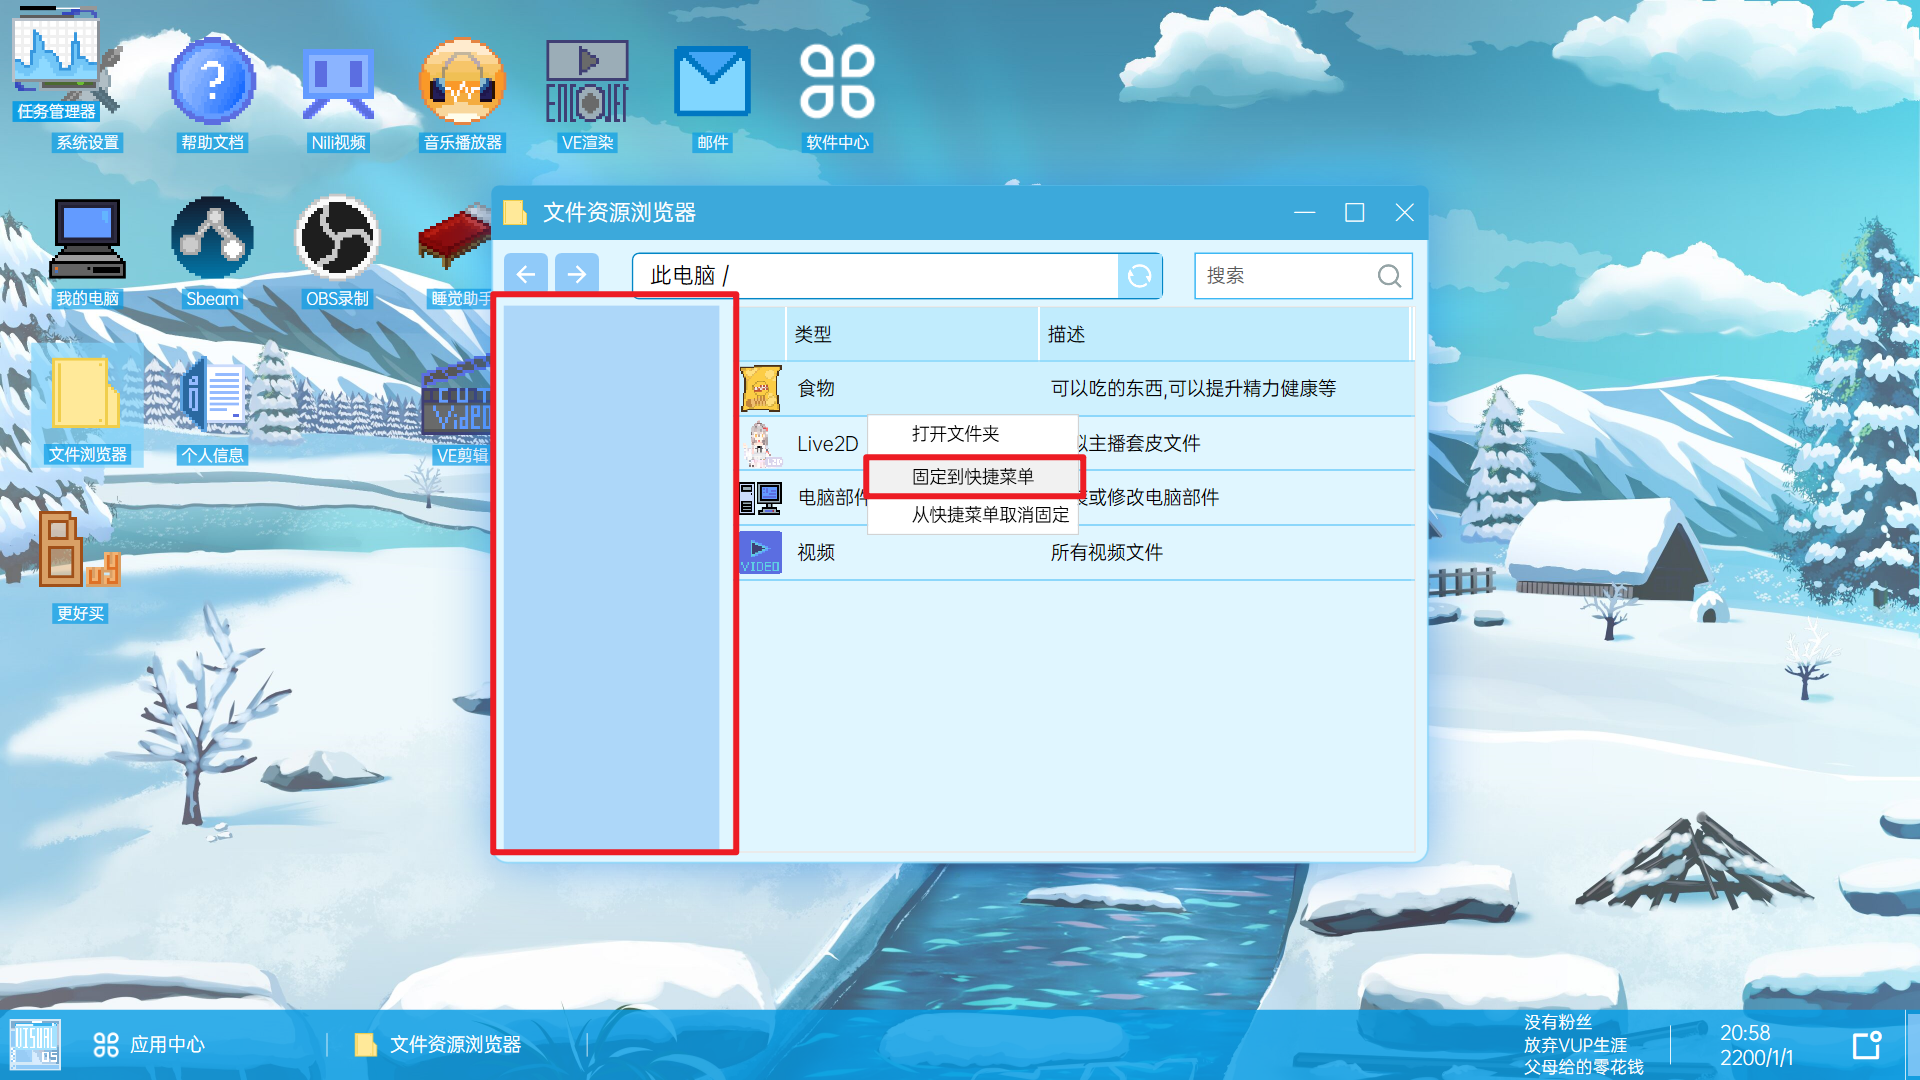 任务管理器
系统设置
帮助文档
Nili视频
音乐播放器
VE渲染
邮件
软件中心
我的电脑
Sbeam
OBS录制
睡觉助手
文件浏览器
个人信息
VE剪辑
更好买
文件资源浏览器
此电脑 /
搜索
类型
描述
食物
可以吃的东西,可以提升精力健康等
Live2D
拟主播套皮文件
打开文件夹
固定到快捷菜单
从快捷菜单取消固定
电脑部件
或修改电脑部件
VIDEO
视频
所有视频文件
应用中心
文件资源浏览器
没有粉丝
放弃VUP生涯
父母给的零花钱
20:58
2200/1/1